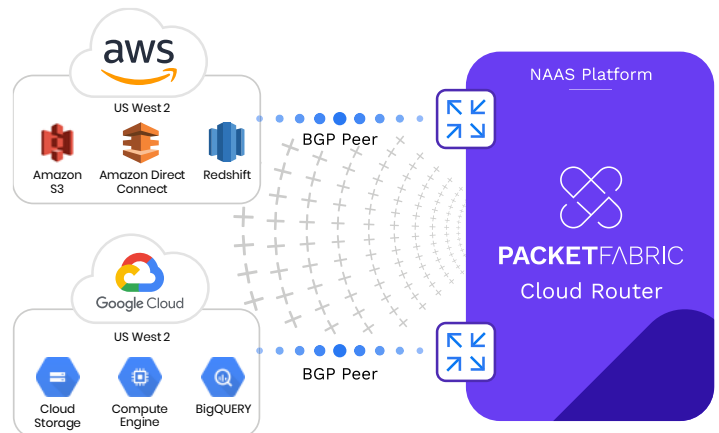 aws
US West 2
Amazon
S3
Amazon Direct
Connect
Redshift
BGP Peer
NAAS Platform
PACKETFABRIC
Cloud Router
Google Cloud
US West 2
Cloud
Storage
Compute
Engine
BigQUERY
BGP Peer